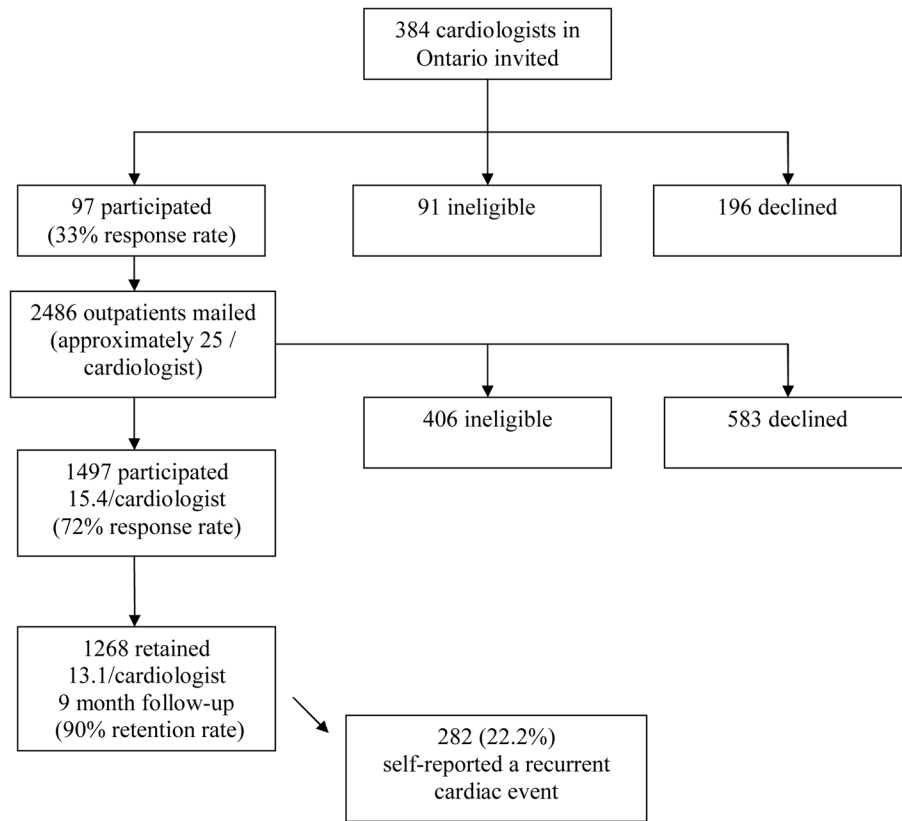 384 cardiologists in
Ontario invited
97 participated
(33% response rate)
91 ineligible
196 declined
2486 outpatients mailed
(approximately 25 /
cardiologist)
406 ineligible
583 declined
1497 participated
15.4/cardiologist
(72% response rate)
1268 retained
13.1/cardiologist
9 month follow-up
(90% retention rate)
282 (22.2%)
self-reported a recurrent
cardiac event